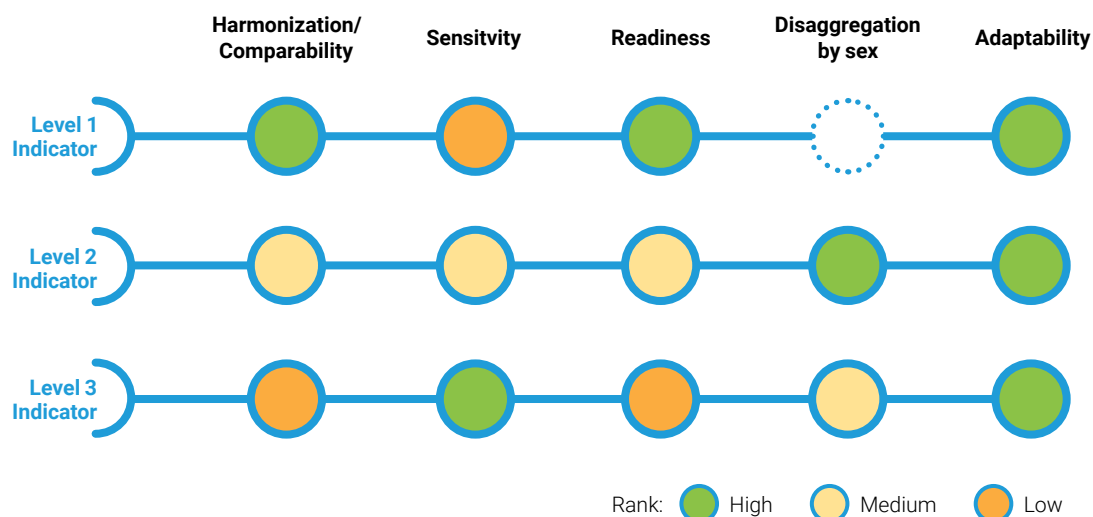 Harmonization/
Comparability
Sensitvity
Readiness
Disaggregation
by sex
Adaptability
Level 1
Indicator
Level 2
Indicator
Level 3
Indicator
Rank: High Medium Low